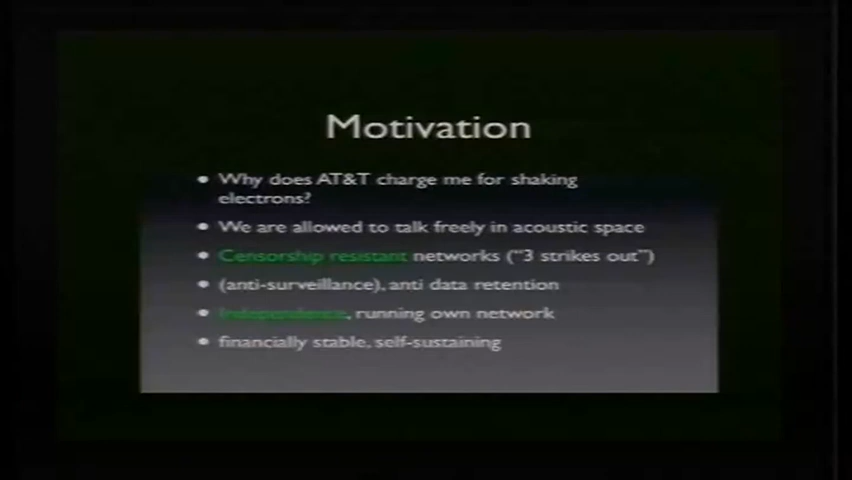 Motivation
• Why does AT&T charge me for shaking
electrons?
• We are allowed to talk freely in acoustic space
• Censorship resistant networks ("3 strikes out")
• (anti-surveillance), anti data retention
• Independence, running own network
• financially stable, self-sustaining